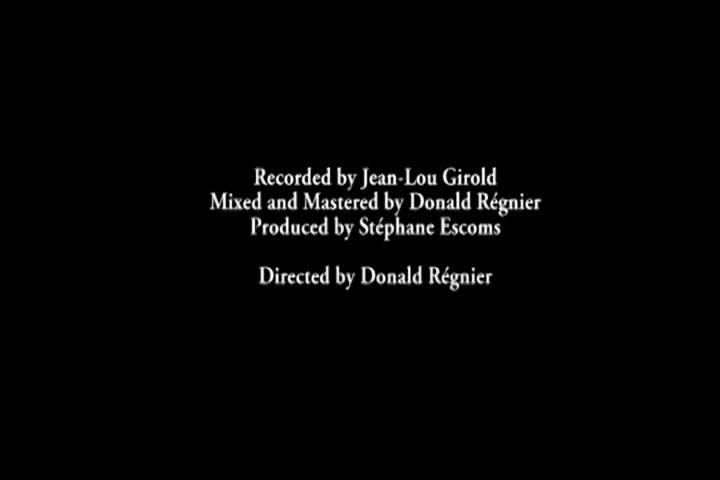 Recorded by Jean-Lou Girold
Mixed and Mastered by Donald Régnier
Produced by Stéphane Escoms
Directed by Donald Régnier